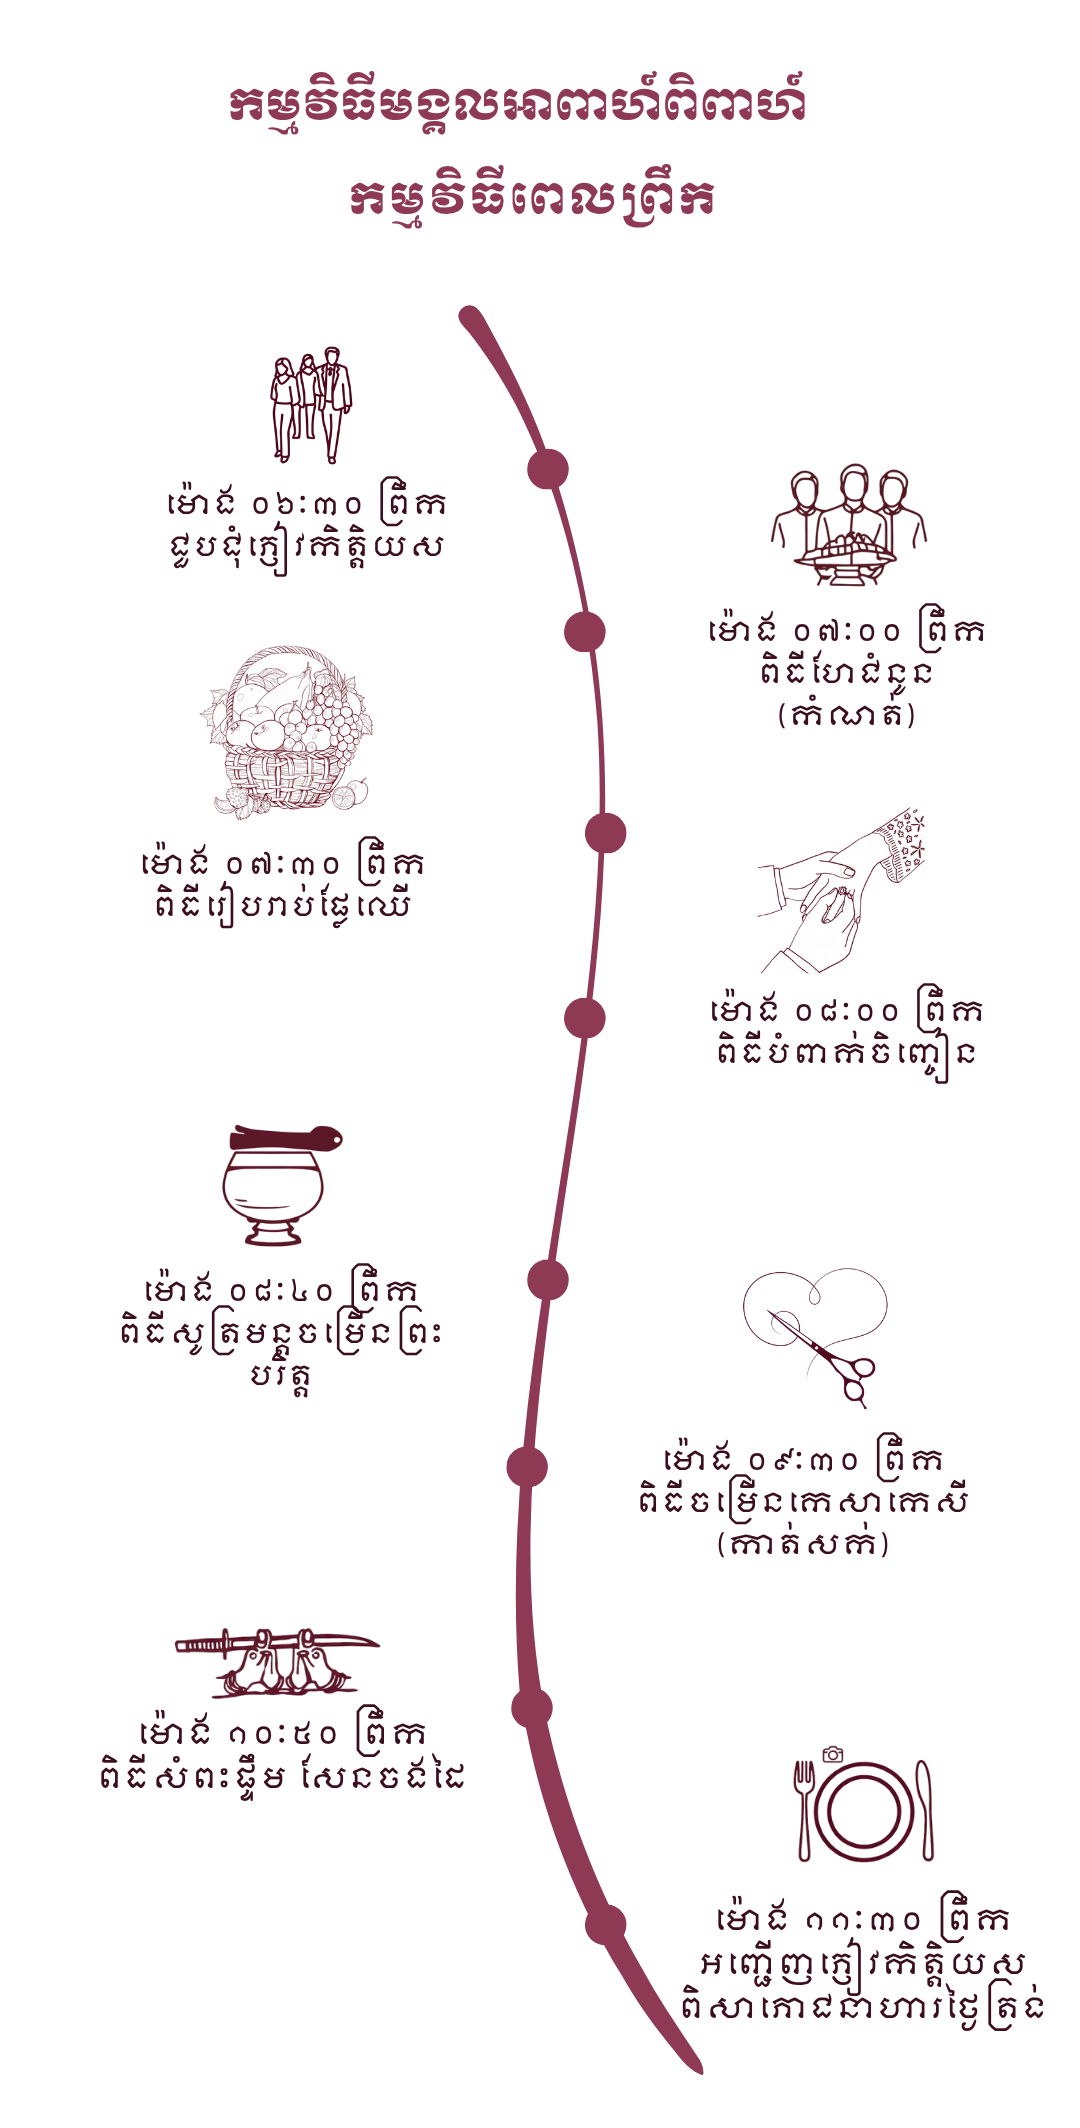 កម្មវិធីមង្គលអាពាហ៍ពិពាហ៍
កម្មវិធីពេលព្រឹក
ម៉ោង ០៦:៣០ ព្រឹក
ជួបជុំភ្ញៀវកិត្តិយស
ម៉ោង ០៧:០០ ព្រឹក
ពិធីហែជំនួន
(កំណត់)
ម៉ោង ០៧:៣០ ព្រឹក
ពិធីរៀបរាប់ផ្លែឈើ
ម៉ោង ០៨:០០ ព្រឹក
ពិធីបំពាក់ចិញ្ចៀន
ម៉ោង ០៨:៤០ ព្រឹក
ពិធីសូត្រមន្តចម្រើនព្រះ
បរិត្ត
ម៉ោង ០៩:៣០ ព្រឹក
ពិធីចម្រើនកេសាកេសី
(កាត់សក់)
ម៉ោង ១០:៥០ ព្រឹក
ពិធីសំពះផ្ទឹម សែនចងដៃ
ម៉ោង ១១:៣០ ព្រឹក
អញ្ជើញភ្ញៀវកិត្តិយស
ពិសាភោជនាហារថ្ងៃត្រង់